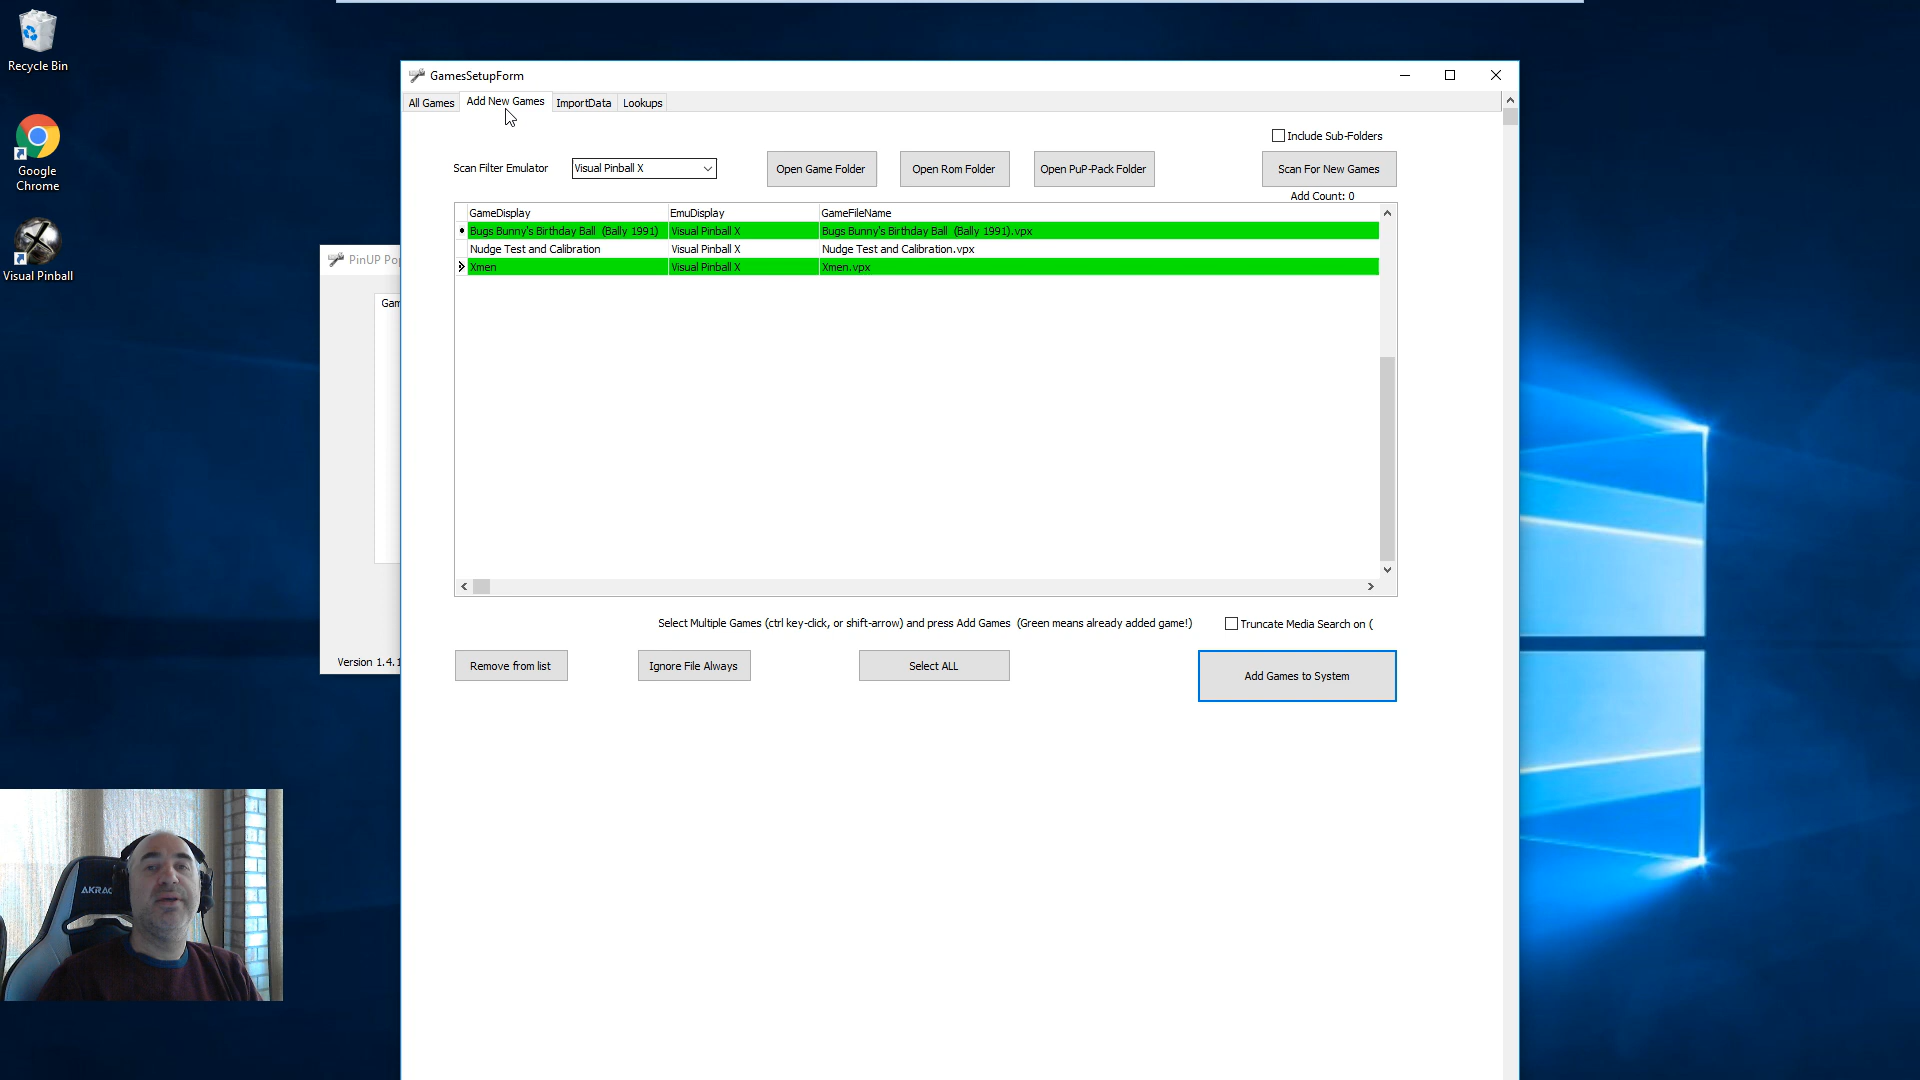 Recycle Bin
Google
Chrome
Visual Pinball
PinUP Pop
Gam
Version 1.4.1
GamesSetupForm
All Games
Add New Games
ImportData
Lookups
Include Sub-Folders
Scan Filter Emulator
Visual Pinball X
Open Game Folder
Open Rom Folder
Open PuP-Pack Folder
Scan For New Games
Add Count: 0
GameDisplay EmuDisplay GameFileName
Bugs Bunny's Birthday Ball (Bally 1991) Visual Pinball X Bugs Bunny's Birthday Ball (Bally 1991).vpx
Nudge Test and Calibration Visual Pinball X Nudge Test and Calibration.vpx
Xmen Visual Pinball X Xmen.vpx
Select Multiple Games (ctrl key-click, or shift-arrow) and press Add Games (Green means already added game!)
Truncate Media Search on (
Remove from list
Ignore File Always
Select ALL
Add Games to System
AKRAC